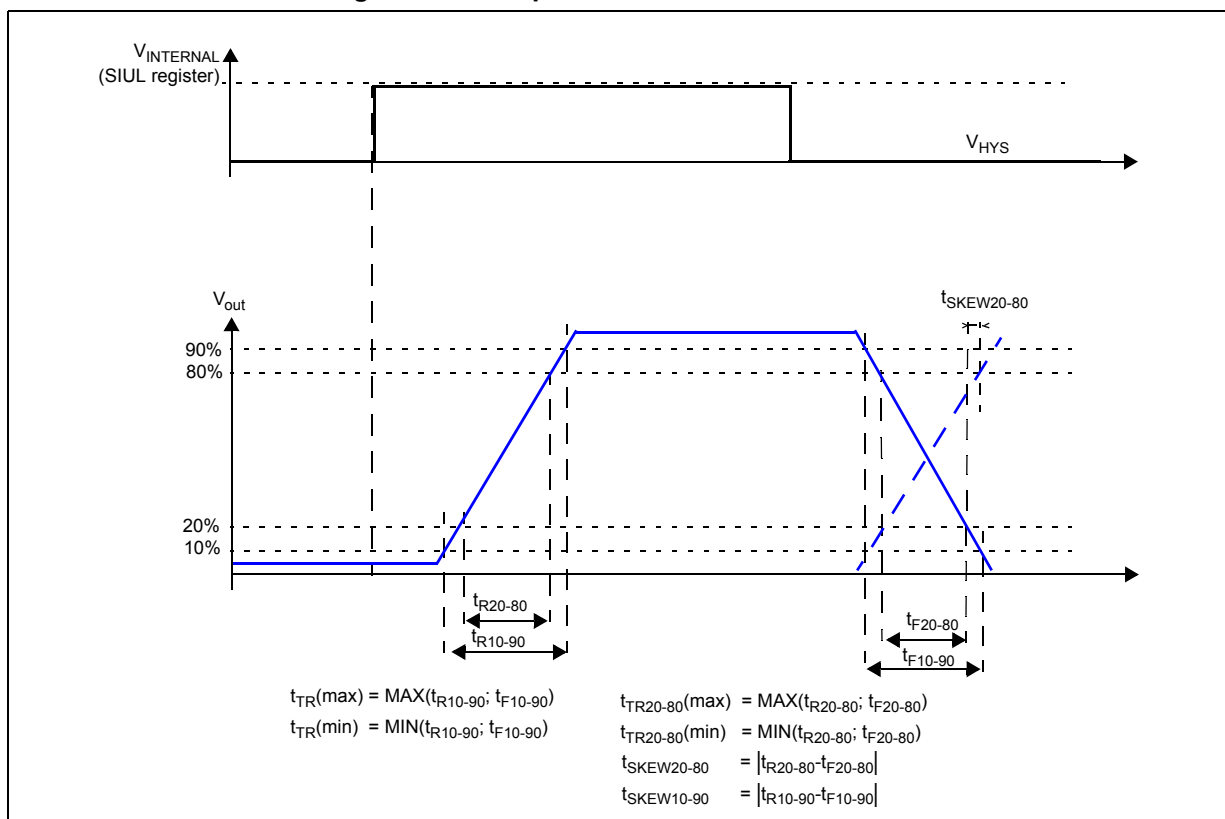 V_INTERNAL
(SIUL register)
V_HYS
V_out
t_SKEW20-80
90%
80%
20%
10%
t_R20-80
t_R10-90
t_F20-80
t_F10-90
t_TR(max) = MAX(t_R10-90; t_F10-90)
t_TR(min) = MIN(t_R10-90; t_F10-90)
t_TR20-80(max) = MAX(t_R20-80; t_F20-80)
t_TR20-80(min) = MIN(t_R20-80; t_F20-80)
t_SKEW20-80 = |t_R20-80-t_F20-80|
t_SKEW10-90 = |t_R10-90-t_F10-90|